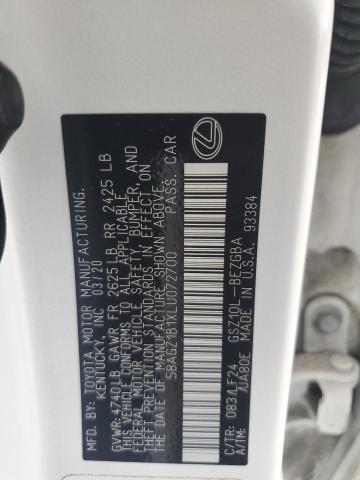 MFD. BY: TOYOTA MOTOR MANUFACTURING.
KENTUCKY, INC 03/20
GVWR: 4740 LB GAWR FR 2625 LB RR 2425 LB
THIS VEHICLE CONFORMS TO ALL APPLICABLE
FEDERAL MOTOR VEHICLE SAFETY, BUMPER, AND
THEFT PREVENTION STANDARDS IN EFFECT ON
THE DATE OF MANUFACTURE SHOWN ABOVE.
58AGZ1B1XLU072700 PASS. CAR
C/TR: 083/LF24 GSZ10L-BEZGBA
A/TM: /UA80E MADE IN U.S.A. 93384